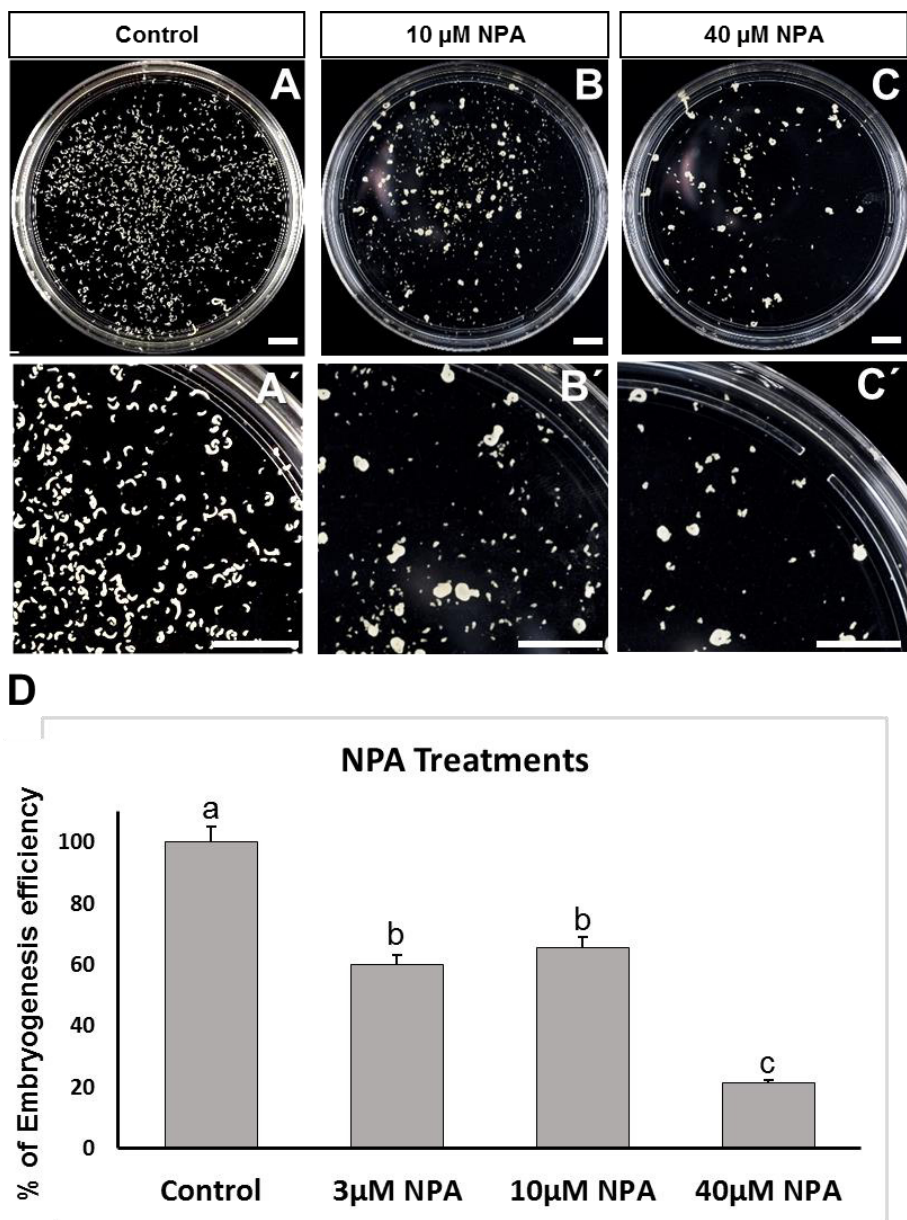 Control
10 µM NPA
40 µM NPA
A
B
C
A´
B´
C´
D
NPA Treatments
% of Embryogenesis efficiency
100
80
60
40
20
0
a
b
b
c
Control
3µM NPA
10µM NPA
40µM NPA